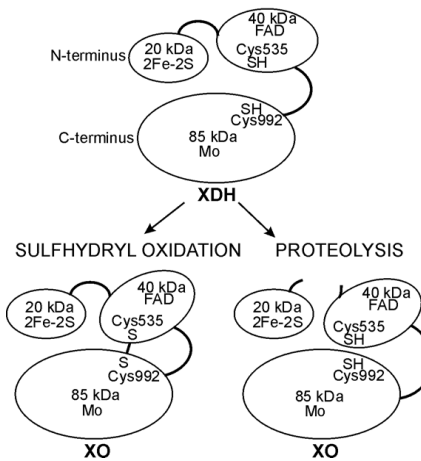 N-terminus
20 kDa
2Fe-2S
40 kDa
FAD
Cys535
SH
C-terminus
SH
Cys992
85 kDa
Mo
XDH
SULFHYDRYL OXIDATION
PROTEOLYSIS
20 kDa
2Fe-2S
40 kDa
FAD
Cys535
S
S
Cys992
85 kDa
Mo
XO
20 kDa
2Fe-2S
40 kDa
FAD
Cys535
SH
SH
Cys992
85 kDa
Mo
XO